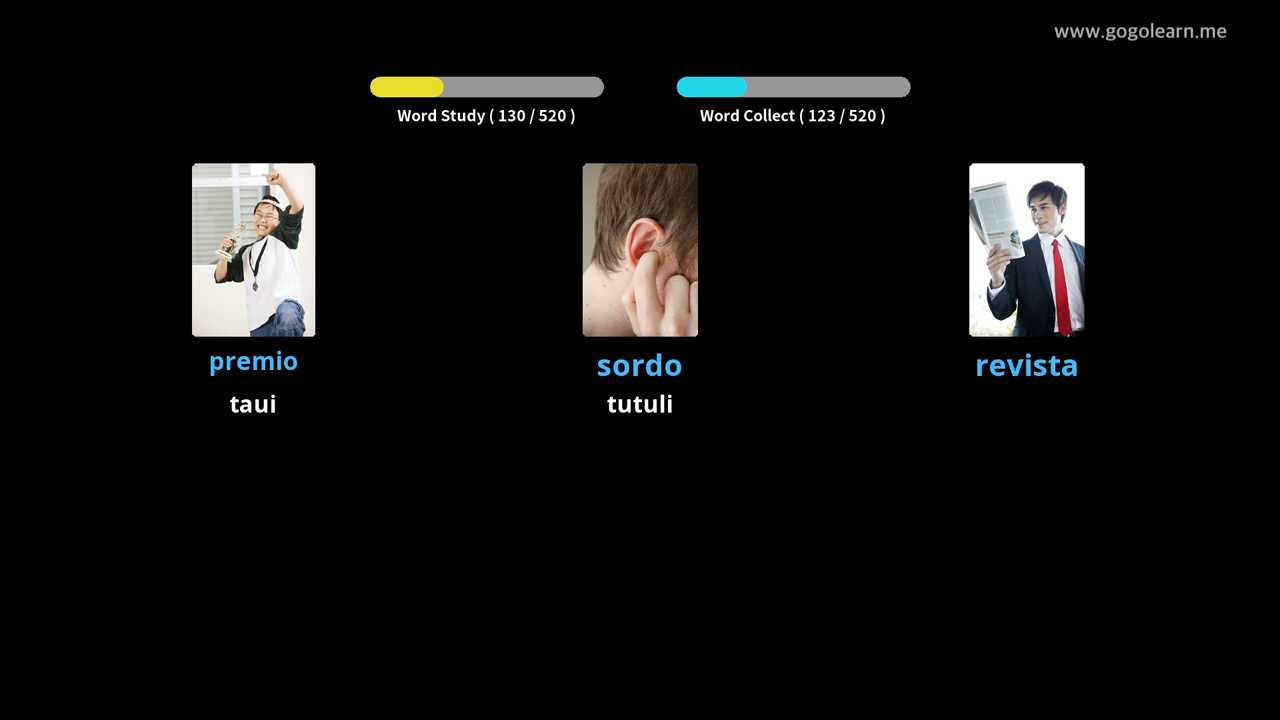 www.gogolearn.me
Word Study ( 130 / 520 )
Word Collect ( 123 / 520 )
premio
sordo
revista
taui
tutuli